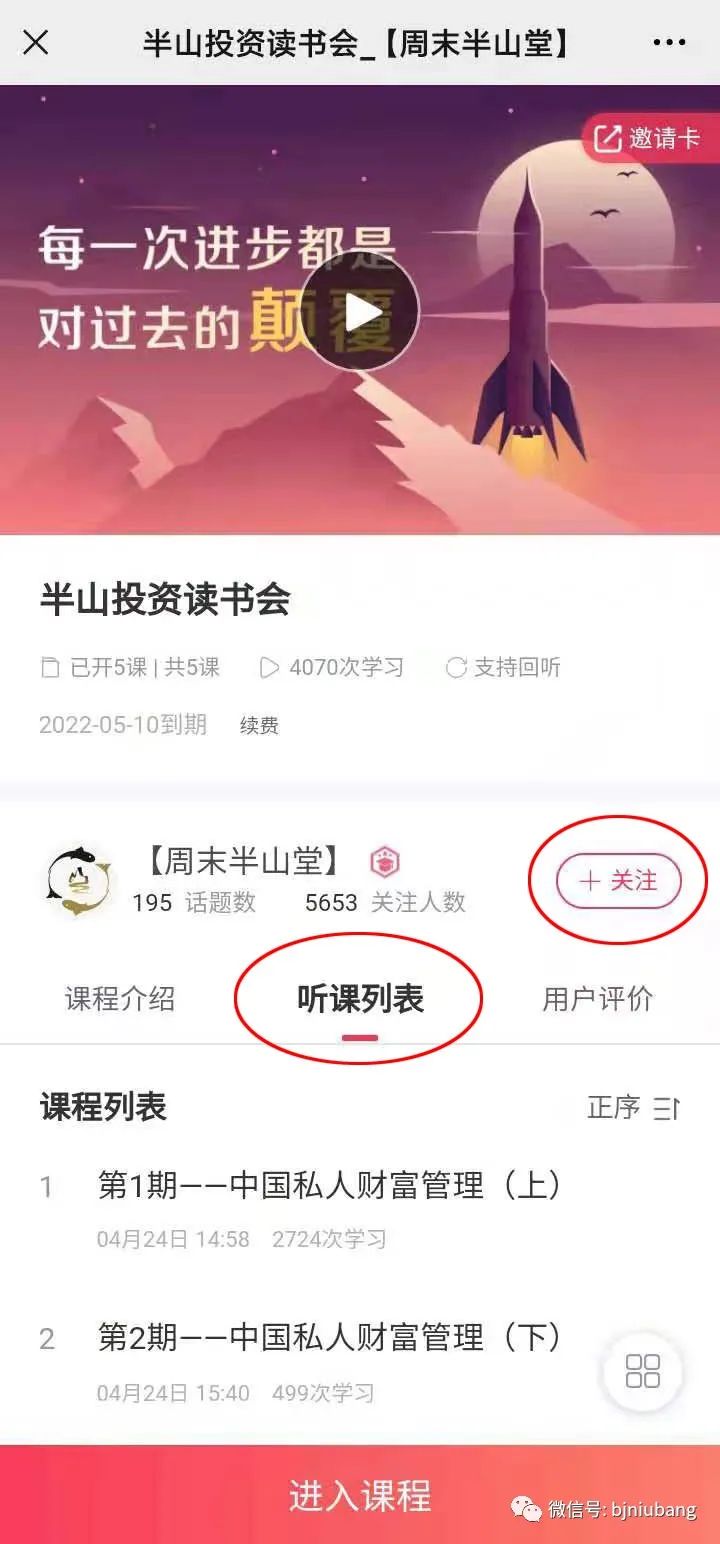 半山投资读书会_【周末半山堂】
邀请卡
每一次进步都是
对过去的颠覆
半山投资读书会
已开5课 | 共5课 4070次学习 支持回听
2022-05-10到期 续费
【周末半山堂】
195 话题数 5653 关注人数
+ 关注
课程介绍 听课列表 用户评价
课程列表 正序
1 第1期——中国私人财富管理（上）
04月24日 14:58 2724次学习
2 第2期——中国私人财富管理（下）
04月24日 15:40 499次学习
进入课程
微信号: bjniubang